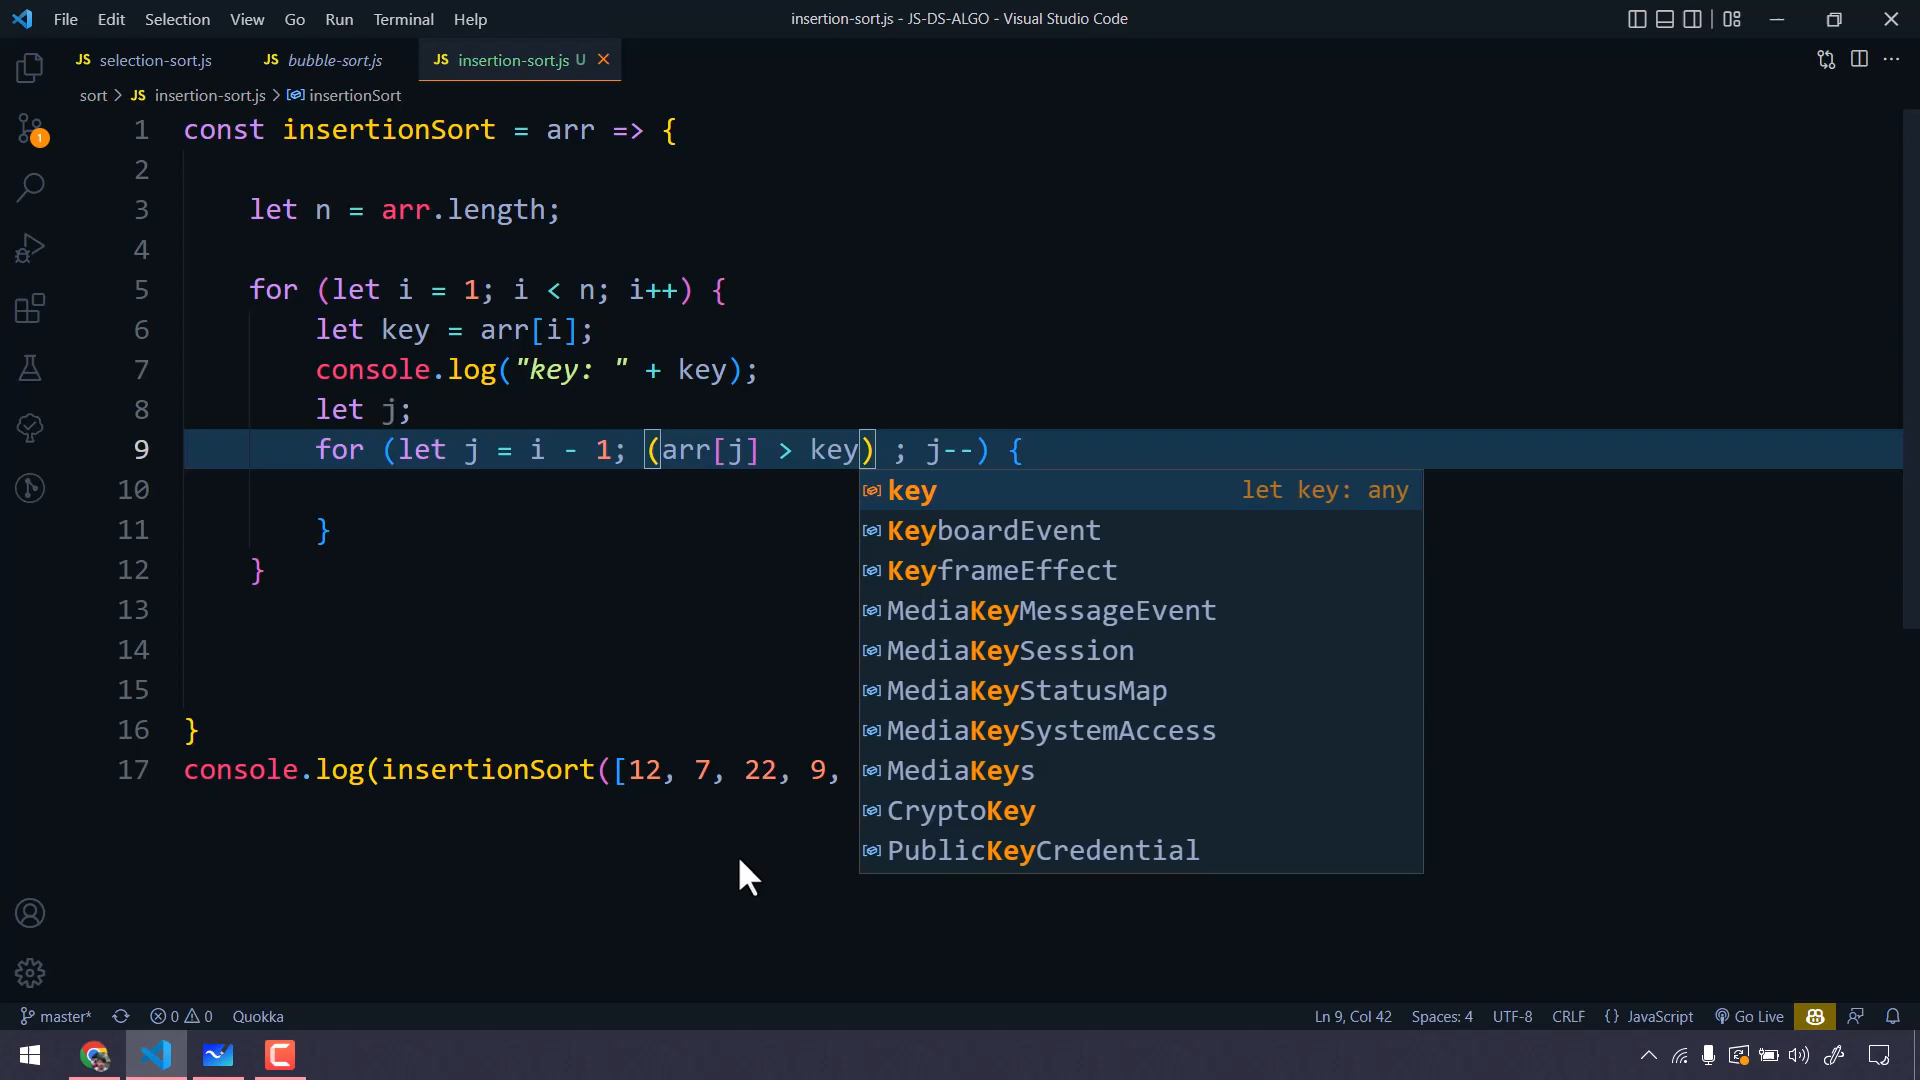 File Edit Selection View Go Run Terminal Help
insertion-sort.js - JS-DS-ALGO - Visual Studio Code
JS selection-sort.js JS bubble-sort.js JS insertion-sort.js U
sort > JS insertion-sort.js > insertionSort
1 const insertionSort = arr => {
2
3 let n = arr.length;
4
5 for (let i = 1; i < n; i++) {
6 let key = arr[i];
7 console.log("key: " + key);
8 let j;
9 for (let j = i - 1; (arr[j] > key) ; j--) {
10
11 }
12 }
13
14
15
16 }
17 console.log(insertionSort([12, 7, 22, 9,
key let key: any
KeyboardEvent
KeyframeEffect
MediaKeyMessageEvent
MediaKeySession
MediaKeyStatusMap
MediaKeySystemAccess
MediaKeys
CryptoKey
PublicKeyCredential
1
master* 0 0 Quokka Ln 9, Col 42 Spaces: 4 UTF-8 CRLF {} JavaScript Go Live